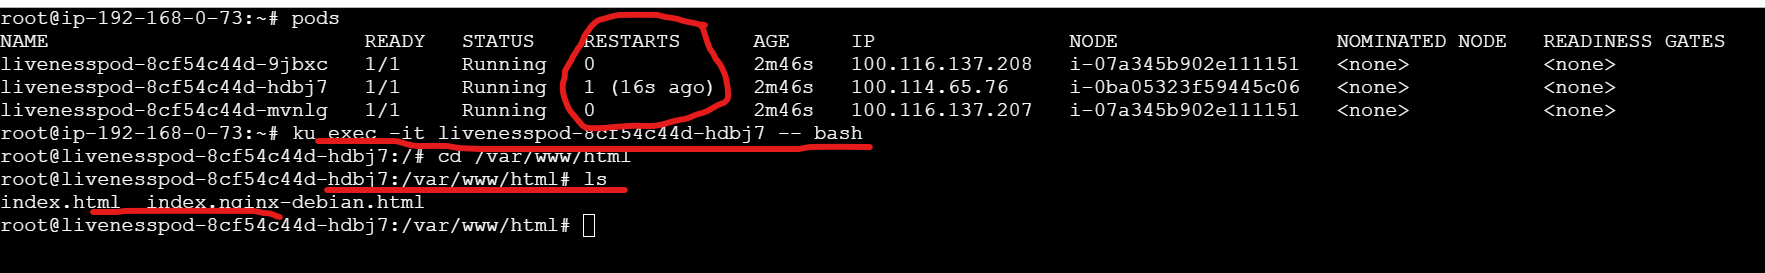 root@ip-192-168-0-73:~# pods
NAME READY STATUS RESTARTS AGE IP NODE NOMINATED NODE READINESS GATES
livenesspod-8cf54c44d-9jbxc 1/1 Running 0 2m46s 100.116.137.208 i-07a345b902e111151 <none> <none>
livenesspod-8cf54c44d-hdbj7 1/1 Running 1 (16s ago) 2m46s 100.114.65.76 i-0ba05323f59445c06 <none> <none>
livenesspod-8cf54c44d-mvnlg 1/1 Running 0 2m46s 100.116.137.207 i-07a345b902e111151 <none> <none>
root@ip-192-168-0-73:~# ku exec -it livenesspod-8cf54c44d-hdbj7 -- bash
root@livenesspod-8cf54c44d-hdbj7:/# cd /var/www/html
root@livenesspod-8cf54c44d-hdbj7:/var/www/html# ls
index.html index.nginx-debian.html
root@livenesspod-8cf54c44d-hdbj7:/var/www/html#